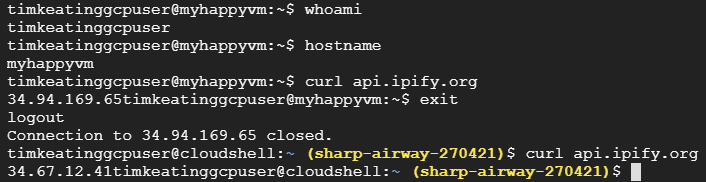 timkeatinggcpuser@myhappyvm:~$ whoami
timkeatinggcpuser
timkeatinggcpuser@myhappyvm:~$ hostname
myhappyvm
timkeatinggcpuser@myhappyvm:~$ curl api.ipify.org
34.94.169.65timkeatinggcpuser@myhappyvm:~$ exit
logout
Connection to 34.94.169.65 closed.
timkeatinggcpuser@cloudshell:~ (sharp-airway-270421)$ curl api.ipify.org
34.67.12.41timkeatinggcpuser@cloudshell:~ (sharp-airway-270421)$